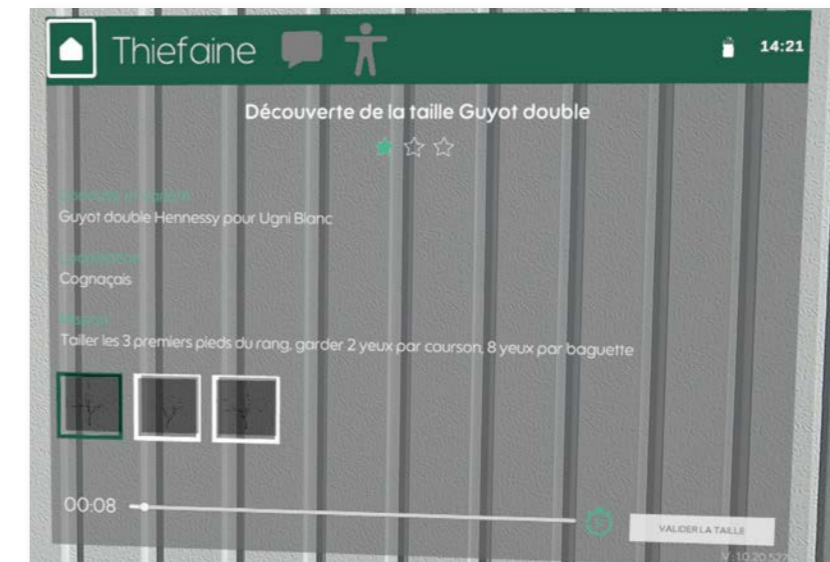 Thiefaine
14:21
Découverte de la taille Guyot double
Guyot double Hennessy pour Ugni Blanc
Cognaçais
Mission
Tailler les 3 premiers pieds du rang, garder 2 yeux par courson, 8 yeux par baguette
00:08
VALIDER LA TAILLE